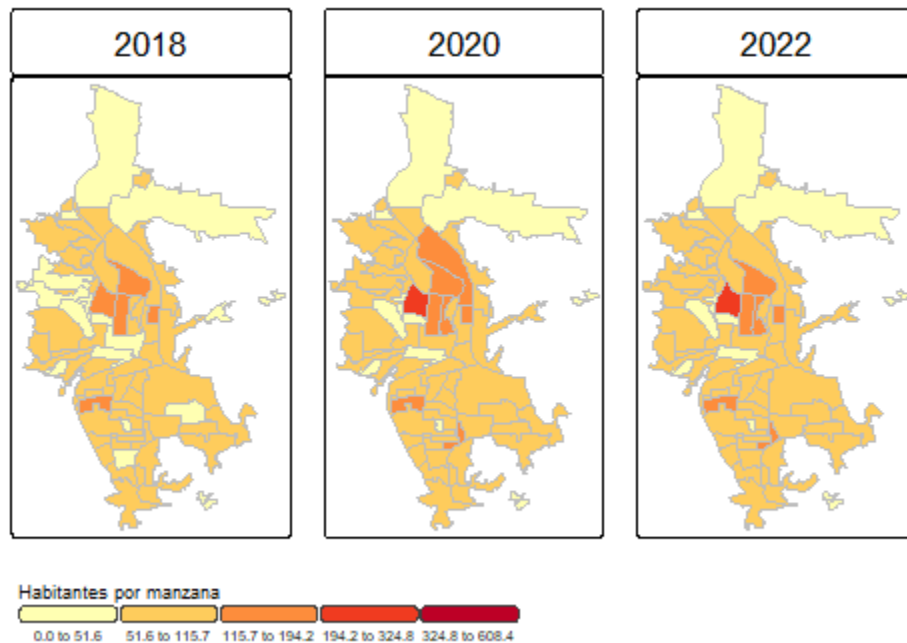 2018 2020 2022
Habitantes por manzana
0.0 to 51.6 51.6 to 115.7 115.7 to 194.2 194.2 to 324.8 324.8 to 608.4